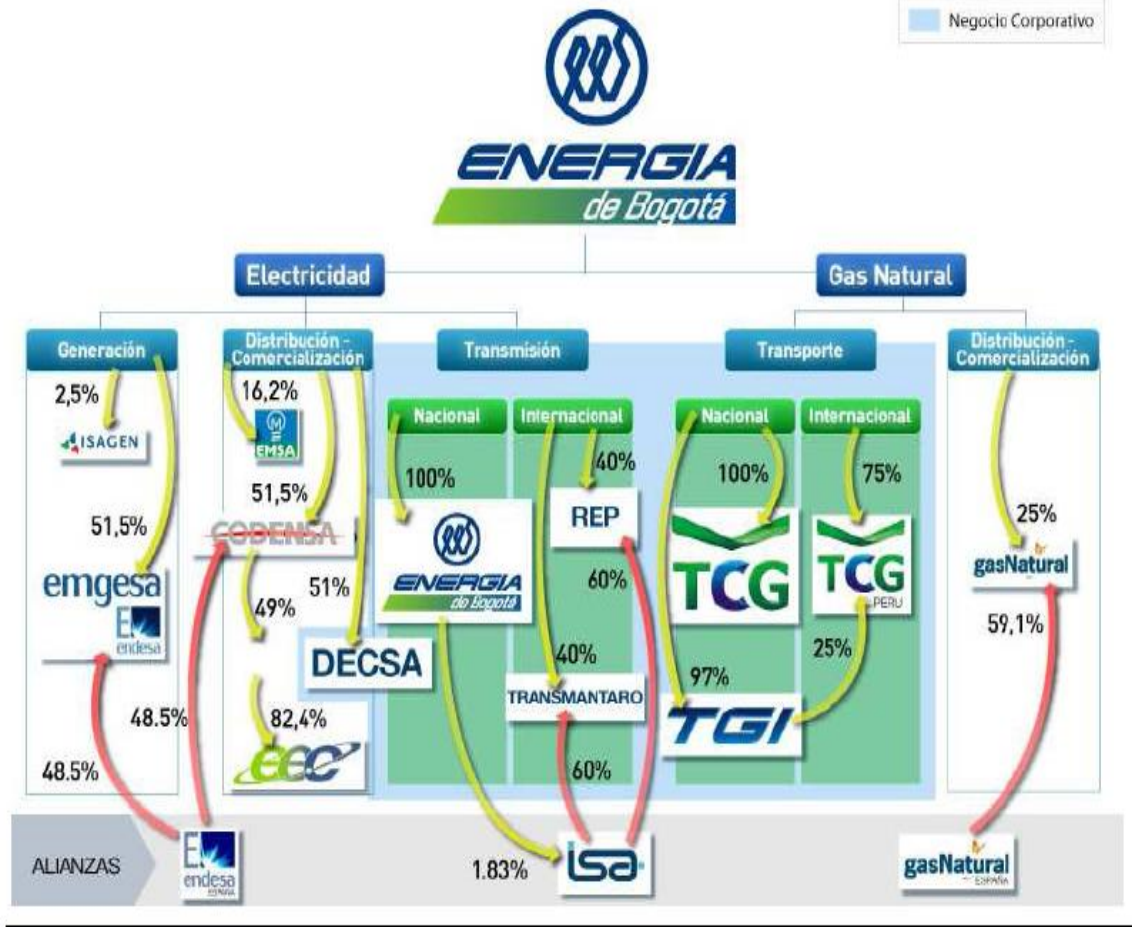 Negocio Corporativo
ENERGIA
de Bogotá
Electricidad
Gas Natural
Generación
Distribución -
Comercialización
Transmisión
Transporte
Distribución -
Comercialización
2,5%
ISAGEN
51,5%
emgesa
endesa
48.5%
16,2%
EMSA
51,5%
CODENSA
49%
51%
DECSA
82,4%
eec
48.5%
Nacional
100%
ENERGIA
de Bogotá
Internacional
40%
REP
60%
40%
TRANSMANTARO
60%
Nacional
100%
TCG
97%
TGI
Internacional
75%
TCG
PERU
25%
25%
gasNatural
59,1%
ALIANZAS
endesa
ESPAÑA
1.83%
isa
gasNatural
ESPAÑA